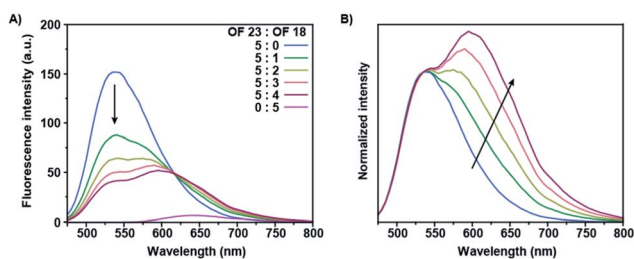 A)
Fluorescence intensity (a.u.)
200
150
100
50
0
OF 23 : OF 18
5 : 0
5 : 1
5 : 2
5 : 3
5 : 4
0 : 5
500 550 600 650 700 750 800
Wavelength (nm)
B)
Normalized intensity
500 550 600 650 700 750 800
Wavelength (nm)